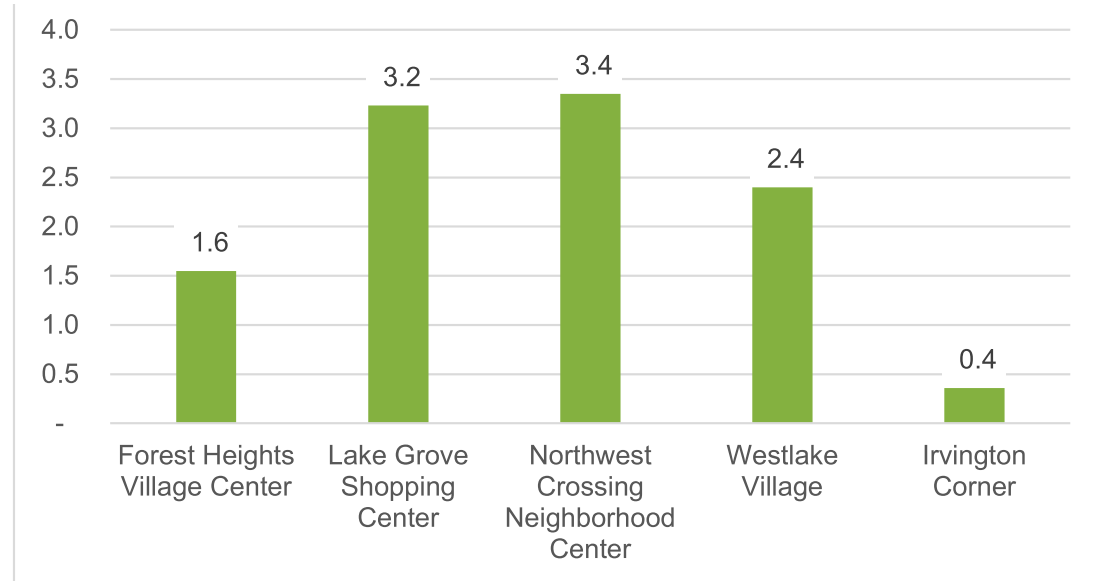 4.0
3.5
3.0
2.5
2.0
1.5
1.0
0.5
-
1.6
3.2
3.4
2.4
0.4
Forest Heights
Village Center
Lake Grove
Shopping
Center
Northwest
Crossing
Neighborhood
Center
Westlake
Village
Irvington
Corner